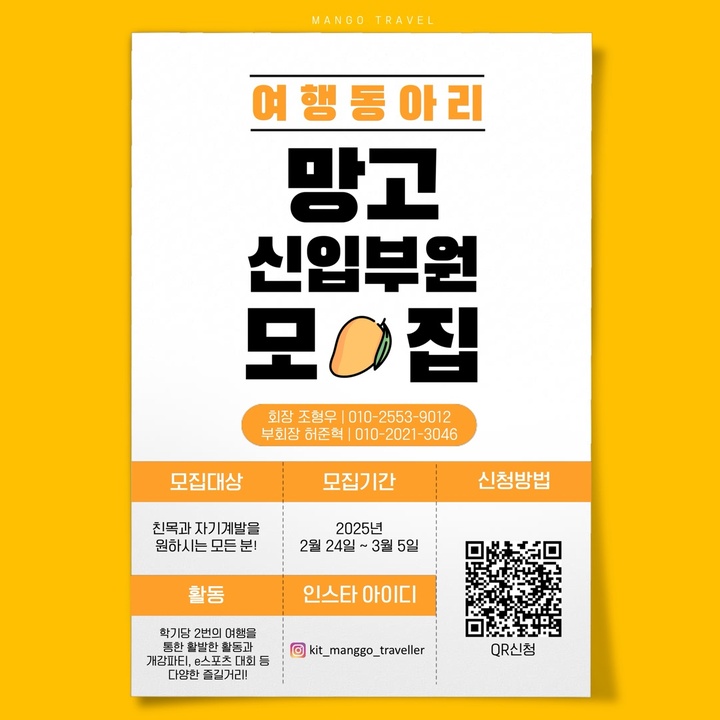 MANGO TRAVEL
여행동아리
망고
신입부원
모집
회장 조형우 | 010-2553-9012
부회장 허준혁 | 010-2021-3046
모집대상
친목과 자기계발을
원하시는 모든 분!
모집기간
2025년
2월 24일 ~ 3월 5일
신청방법
QR신청
활동
학기당 2번의 여행을
통한 활발한 활동과
개강파티, e스포츠 대회 등
다양한 즐길거리!
인스타 아이디
kit_manggo_traveller